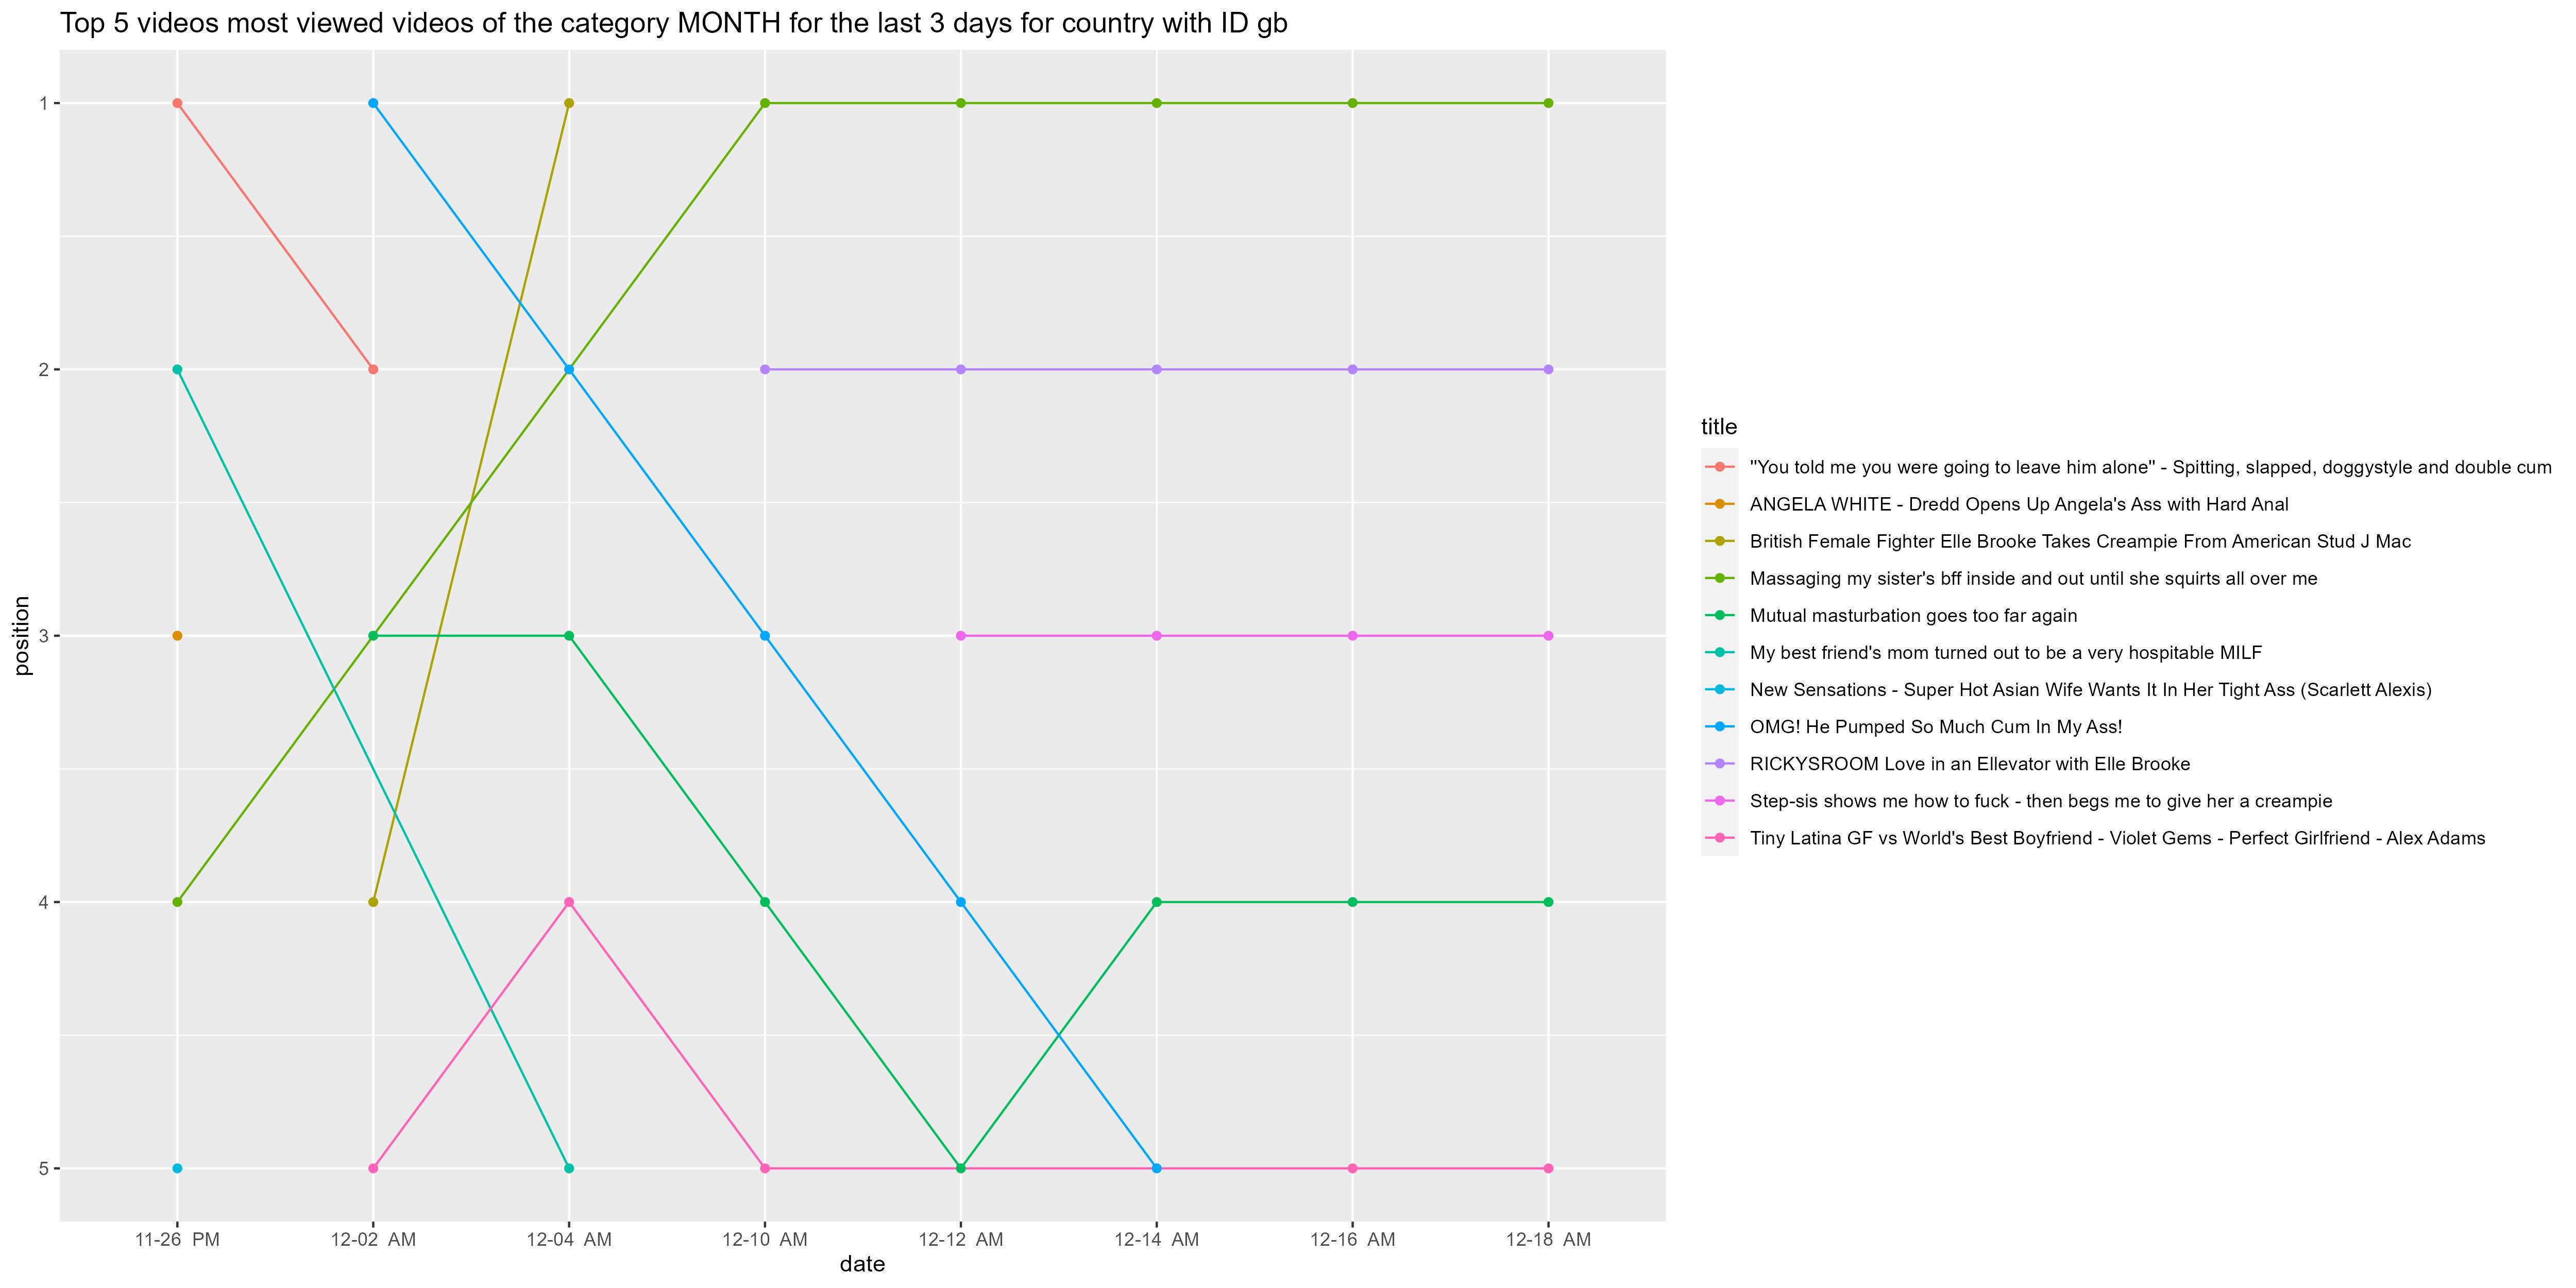 Top 5 videos most viewed videos of the category MONTH for the last 3 days for country with ID gb
position
1
2
3
4
5
11-26 PM
12-02 AM
12-04 AM
12-10 AM
12-12 AM
12-14 AM
12-16 AM
12-18 AM
date
title
"You told me you were going to leave him alone" - Spitting, slapped, doggystyle and double cum
ANGELA WHITE - Dredd Opens Up Angela's Ass with Hard Anal
British Female Fighter Elle Brooke Takes Creampie From American Stud J Mac
Massaging my sister's bff inside and out until she squirts all over me
Mutual masturbation goes too far again
My best friend's mom turned out to be a very hospitable MILF
New Sensations - Super Hot Asian Wife Wants It In Her Tight Ass (Scarlett Alexis)
OMG! He Pumped So Much Cum In My Ass!
RICKYSROOM Love in an Ellevator with Elle Brooke
Step-sis shows me how to fuck - then begs me to give her a creampie
Tiny Latina GF vs World's Best Boyfriend - Violet Gems - Perfect Girlfriend - Alex Adams